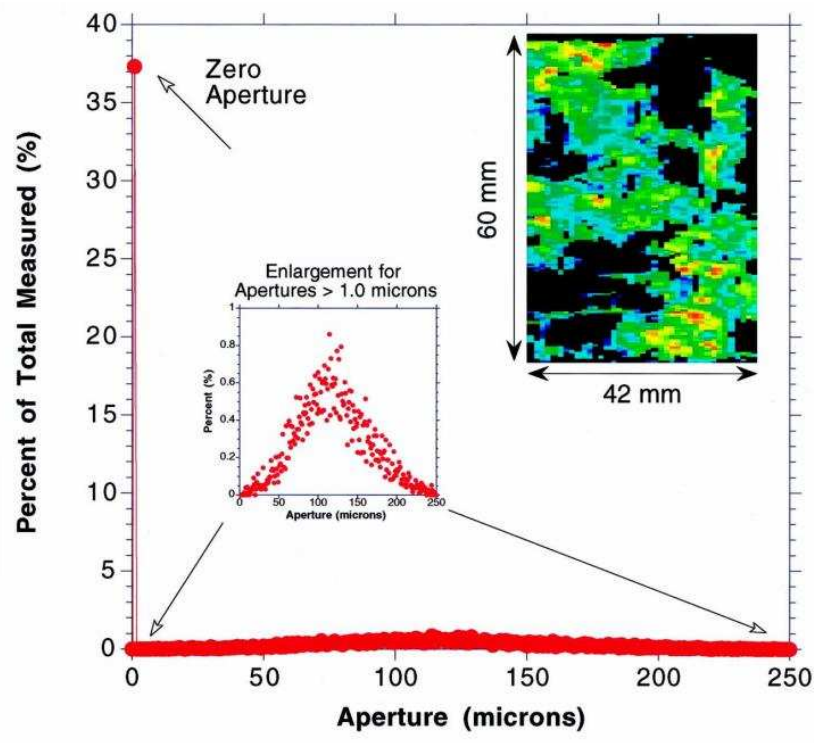 40
35
30
25
20
15
10
5
0
Percent of Total Measured (%)
Zero
Aperture
60 mm
42 mm
Enlargement for
Apertures > 1.0 microns
1
0.8
0.6
0.4
0.2
0
Percent (%)
0 50 100 150 200 250
Aperture (microns)
0 50 100 150 200 250
Aperture (microns)